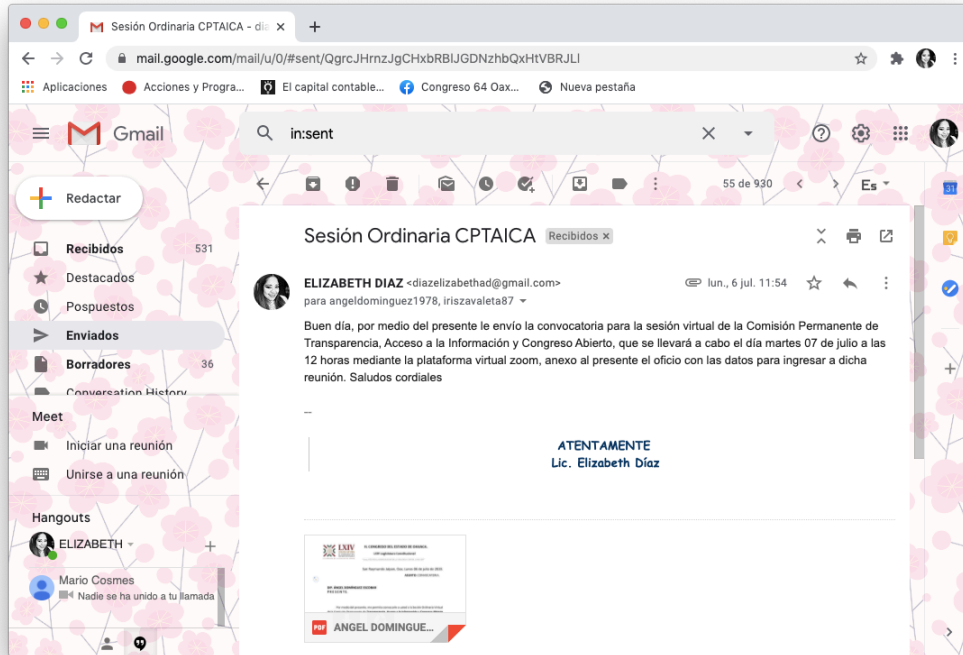 Sesión Ordinaria CPTAICA - dia
mail.google.com/mail/u/0/#sent/QgrcJHrnzJgCHxbRBlJGDNzhbQxHtVBRJLl
Aplicaciones Acciones y Progra... El capital contable... Congreso 64 Oax... Nueva pestaña
Gmail
in:sent
Redactar
55 de 930
Es
31
Recibidos 531
Destacados
Pospuestos
Enviados
Borradores 36
Conversation History
Meet
Iniciar una reunión
Unirse a una reunión
Hangouts
ELIZABETH
Mario Cosmes
Nadie se ha unido a tu llamada
Sesión Ordinaria CPTAICA Recibidos ×
ELIZABETH DIAZ <diazelizabethad@gmail.com> lun., 6 jul. 11:54
para angeldominguez1978, iriszavaleta87
Buen día, por medio del presente le envío la convocatoria para la sesión virtual de la Comisión Permanente de
Transparencia, Acceso a la Información y Congreso Abierto, que se llevará a cabo el día martes 07 de julio a las
12 horas mediante la plataforma virtual zoom, anexo al presente el oficio con las datos para ingresar a dicha
reunión. Saludos cordiales
--
ATENTAMENTE
Lic. Elizabeth Díaz
LXIV
PDF ANGEL DOMINGUE...